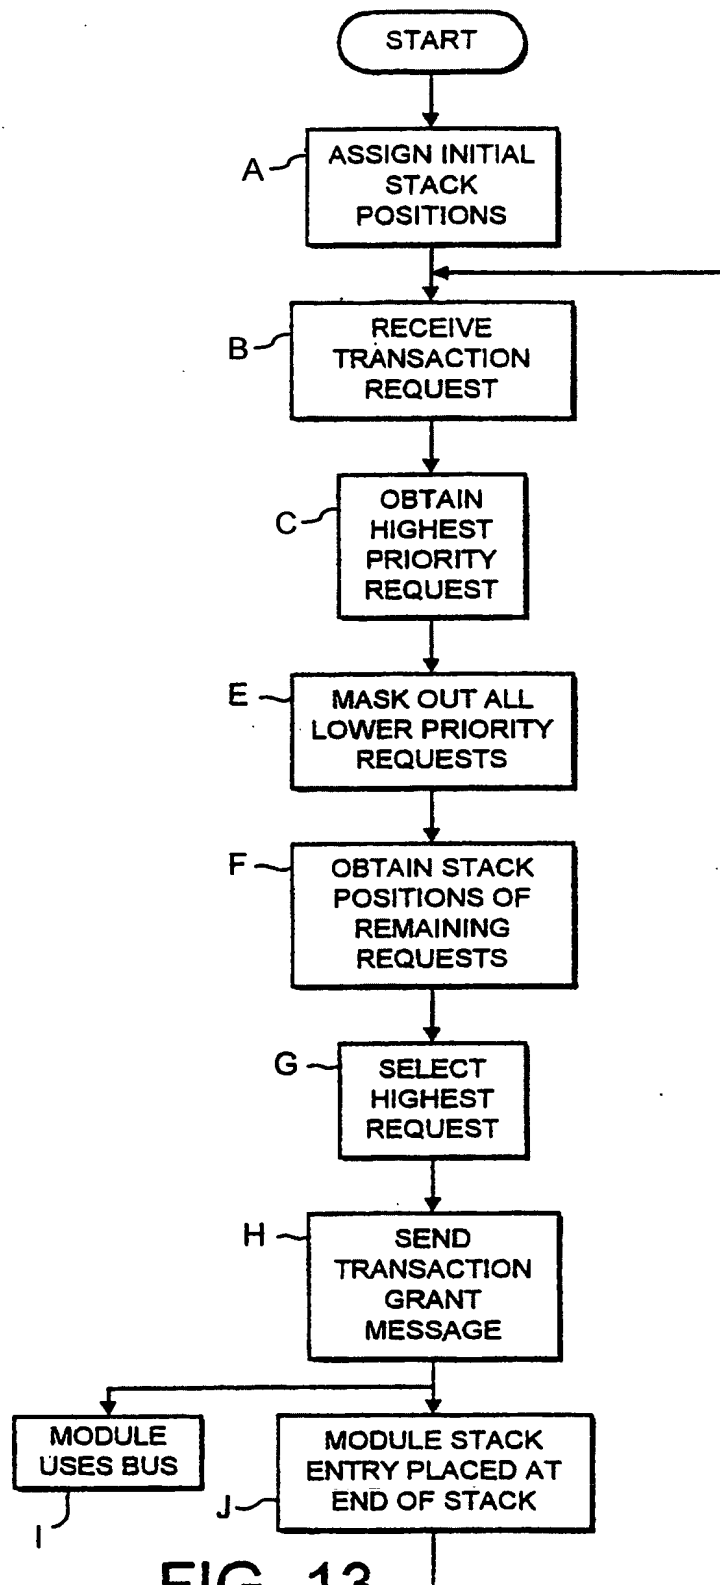 START
A
ASSIGN INITIAL
STACK
POSITIONS
B
RECEIVE
TRANSACTION
REQUEST
C
OBTAIN
HIGHEST
PRIORITY
REQUEST
E
MASK OUT ALL
LOWER PRIORITY
REQUESTS
F
OBTAIN STACK
POSITIONS OF
REMAINING
REQUESTS
G
SELECT
HIGHEST
REQUEST
H
SEND
TRANSACTION
GRANT
MESSAGE
MODULE
USES BUS
I
MODULE STACK
ENTRY PLACED AT
END OF STACK
J
FIG. 13